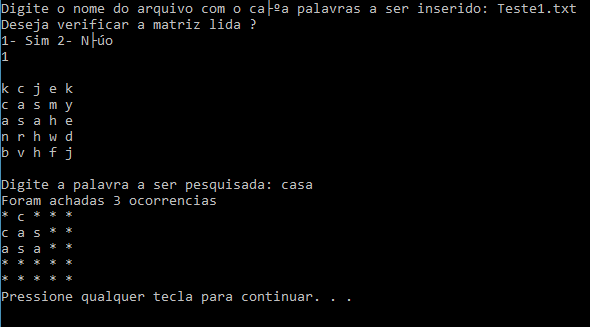 Digite o nome do arquivo com o ca├ºa palavras a ser inserido: Teste1.txt
Deseja verificar a matriz lida ?
1- Sim 2- N├úo
1
k c j e k
c a s m y
a s a h e
n r h w d
b v h f j
Digite a palavra a ser pesquisada: casa
Foram achadas 3 ocorrencias
* c * * *
c a s * *
a s a * *
* * * * *
* * * * *
Pressione qualquer tecla para continuar. . .